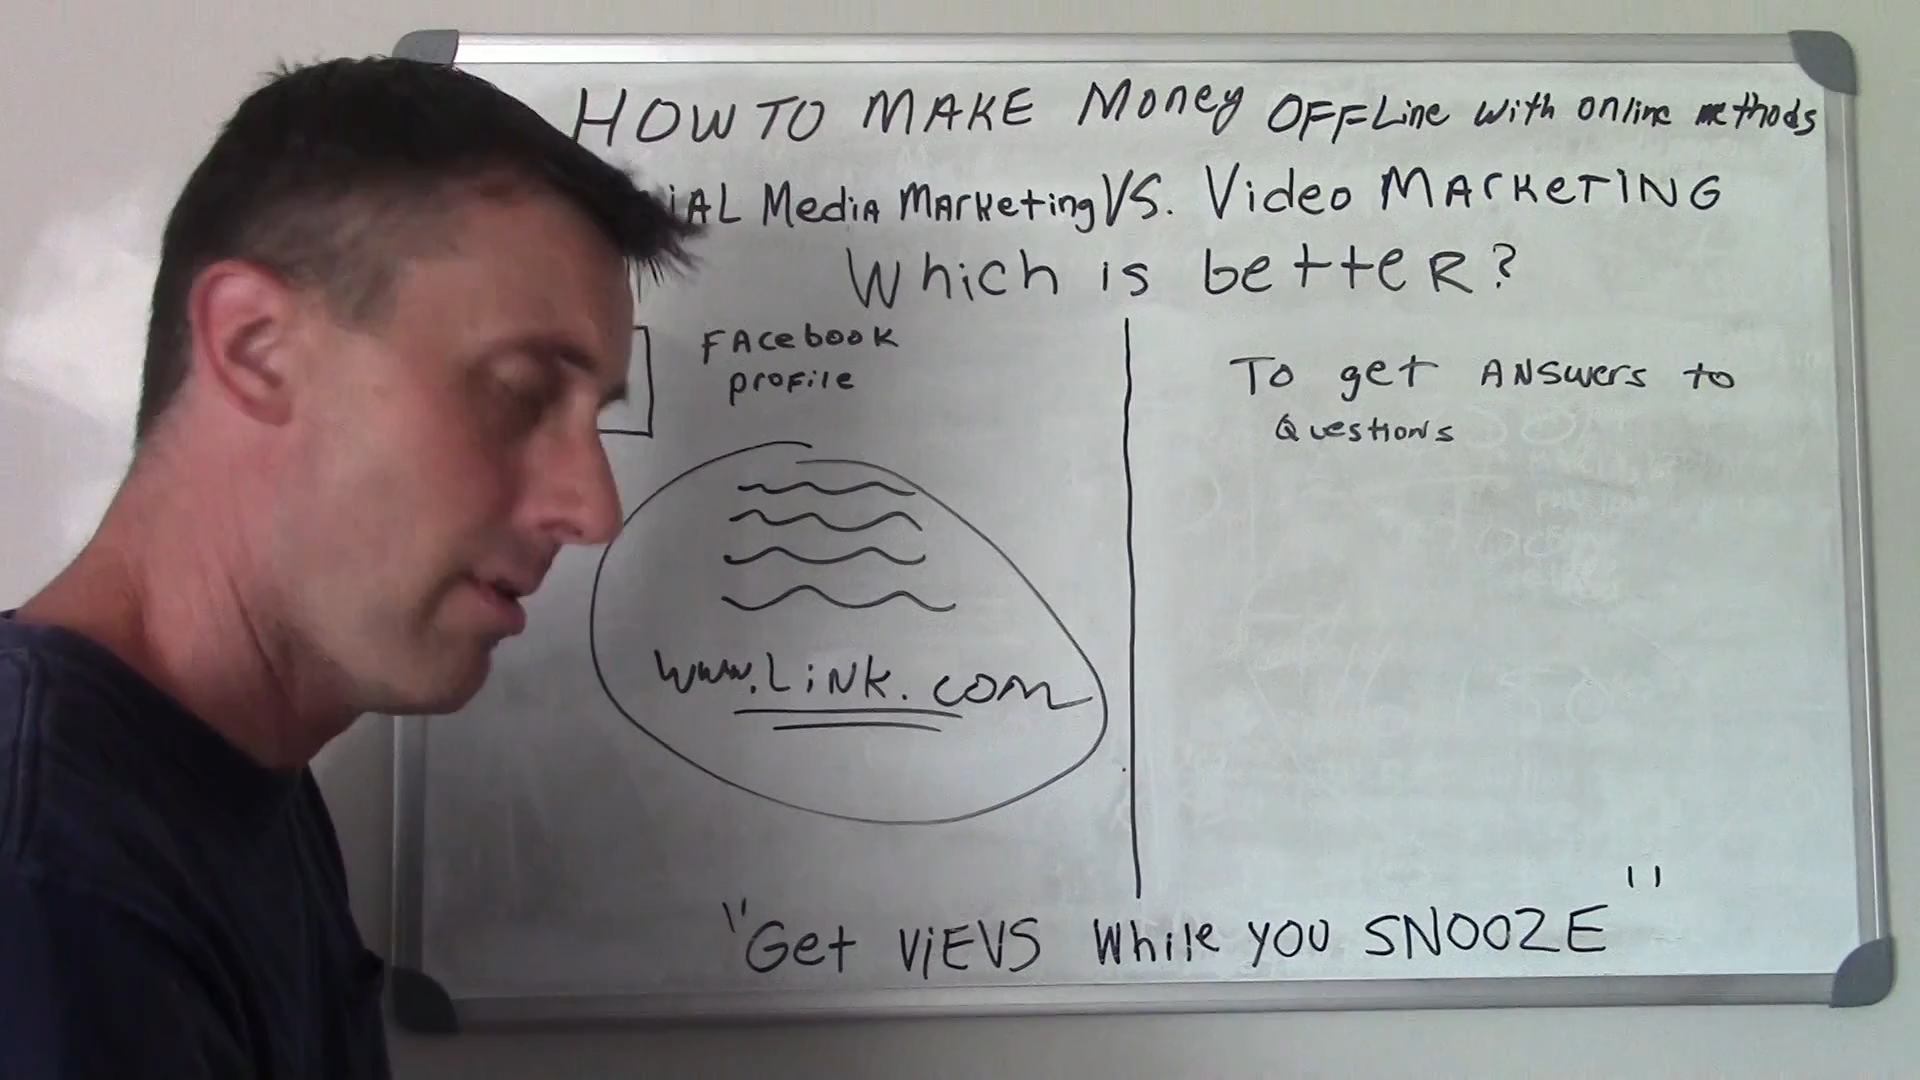 HOW TO MAKE Money OFFLine with online methods
IAL Media Marketing VS. Video MARKETING
Which is betteR?
FAcebook
profile
To get ANSwers to
Questions
www.LiNK.com
"Get ViEVS While you SNOOZE"